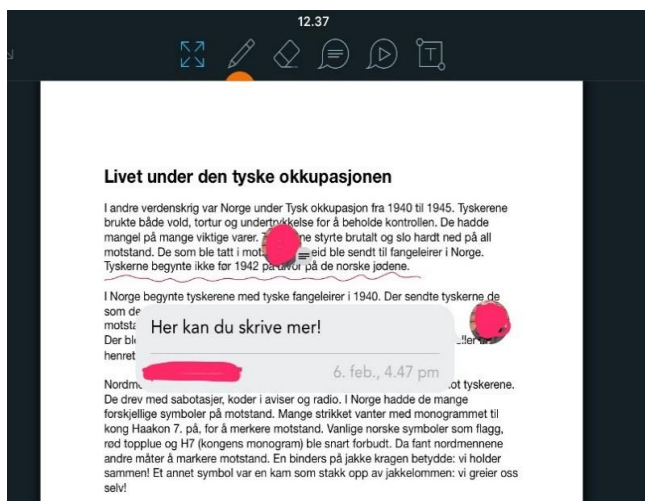 12.37
Livet under den tyske okkupasjonen
I andre verdenskrig var Norge under Tysk okkupasjon fra 1940 til 1945. Tyskerene
brukte både vold, tortur og undertrykkelse for å beholde kontrollen. De hadde
mangel på mange viktige varer. ne styrte brutalt og slo hardt ned på all
motstand. De som ble tatt i eid ble sendt til fangeleirer i Norge.
Tyskerne begynte ikke før 1942 på alvor på de norske jødene.
I Norge begynte tyskerene med tyske fangeleirer i 1940. Der sendte tyskerne de
som de
motsta
Her kan du skrive mer!
Der ble
henret
6. feb., 4.47 pm
ot tyskerene.
De drev med sabotasjer, koder i aviser og radio. I Norge hadde de mange
forskjellige symboler på motstand. Mange strikket vanter med monogrammet til
kong Haakon 7. på, for å merkere motstand. Vanlige norske symboler som flagg,
rød topplue og H7 (kongens monogram) ble snart forbudt. Da fant nordmennene
andre måter å markere motstand. En binders på jakke kragen betydde: vi holder
sammen! Et annet symbol var en kam som stakk opp av jakkelommen: vi greier oss
selv!